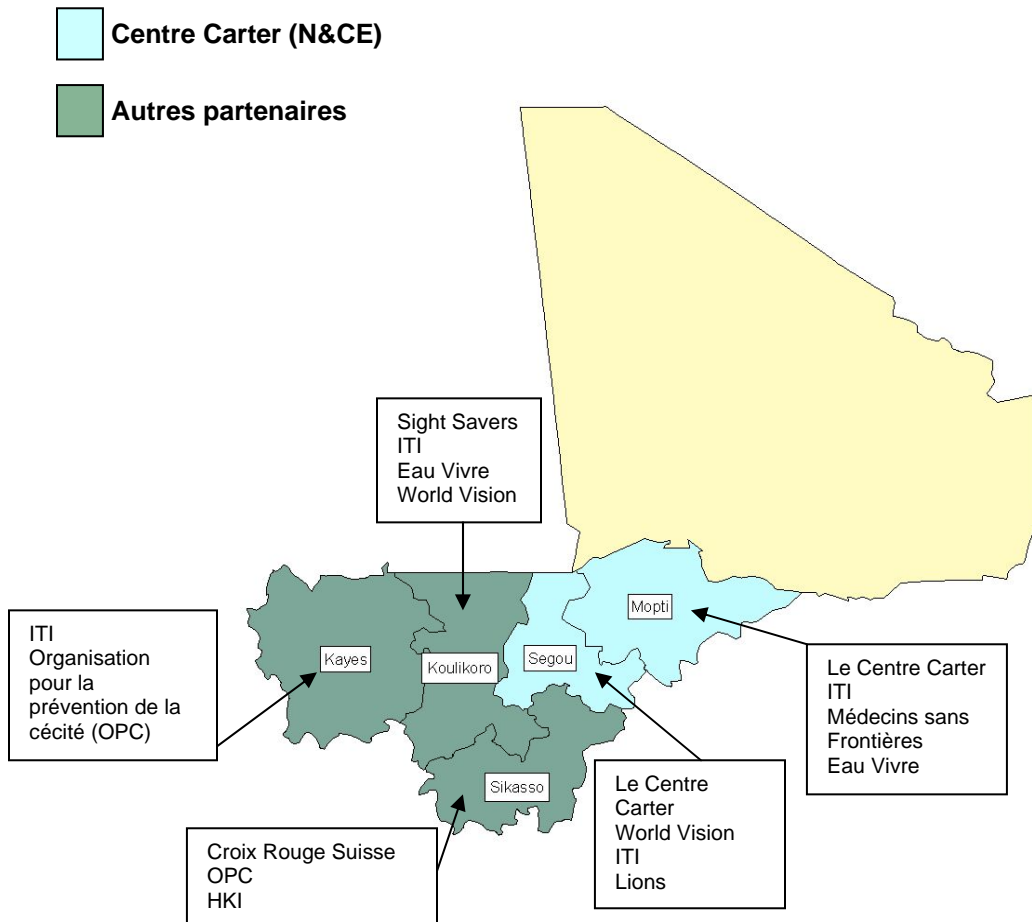 Centre Carter (N&CE)
Autres partenaires
Sight Savers
ITI
Eau Vivre
World Vision
Mopti
Kayes
Koulikoro
Segou
Sikasso
ITI
Organisation
pour la
prévention de la
cécité (OPC)
Le Centre Carter
ITI
Médecins sans
Frontières
Eau Vivre
Le Centre
Carter
World Vision
ITI
Lions
Croix Rouge Suisse
OPC
HKI